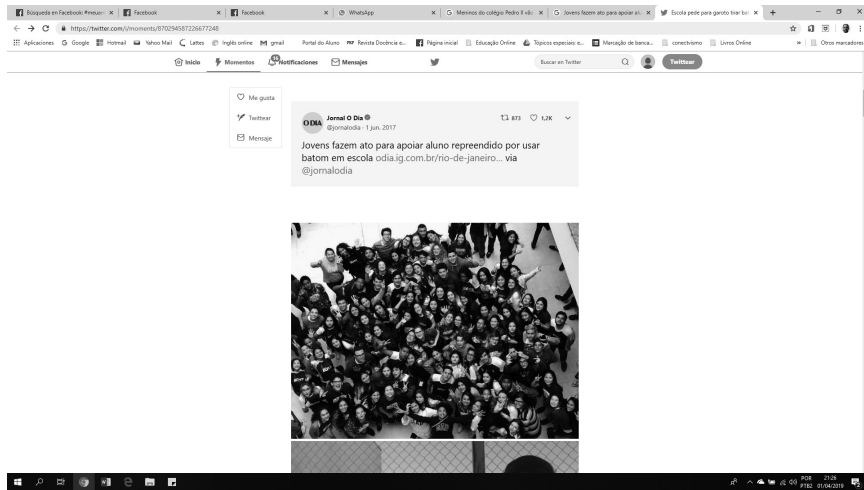 Búsqueda en Facebook: #meuam
Facebook
Facebook
WhatsApp
Meninos do colégio Pedro II vão
Jovens fazem ato para apoiar alu
Escola pede para garoto tirar bat
https://twitter.com/i/moments/870294587226677248
Aplicaciones
Google
Hotmail
Yahoo Mail
Lattes
Inglês online
gmail
Portal do Aluno
Revista Docência e...
Página inicial
Educação Online
Tópicos especiais: e...
Marcação de banca...
conectvismo
Livros Online
»
Otros marcadores
Inicio
Momentos
Notificaciones
Mensajes
Buscar en Twitter
Twittear
Me gusta
Twittear
Mensaje
O DIA
Jornal O Dia
@jornalodia · 1 jun. 2017
873
1,2K
Jovens fazem ato para apoiar aluno repreendido por usar
batom em escola odia.ig.com.br/rio-de-janeiro... via
@jornalodia
POR
PTB2
21:26
01/04/2019